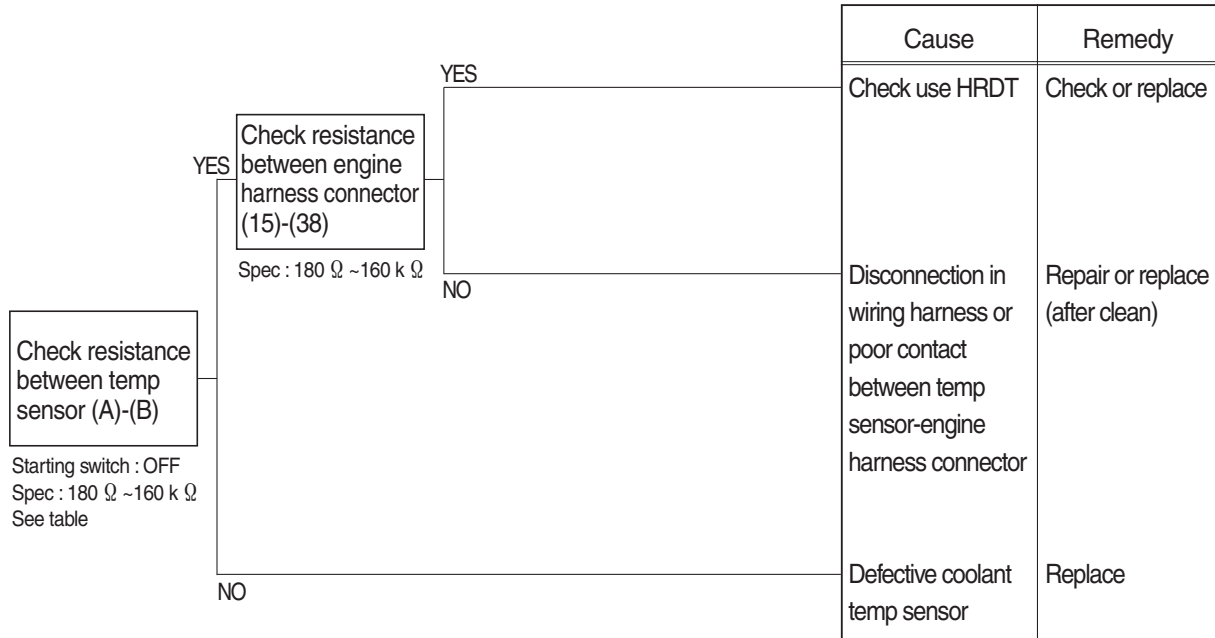 Cause
Remedy
YES
Check use HRDT
Check or replace
Check resistance
between engine
harness connector
(15)-(38)
YES
Spec : 180 Ω ~160 k Ω
NO
Disconnection in
wiring harness or
poor contact
between temp
sensor-engine
harness connector
Repair or replace
(after clean)
Check resistance
between temp
sensor (A)-(B)
Starting switch : OFF
Spec : 180 Ω ~160 k Ω
See table
NO
Defective coolant
temp sensor
Replace